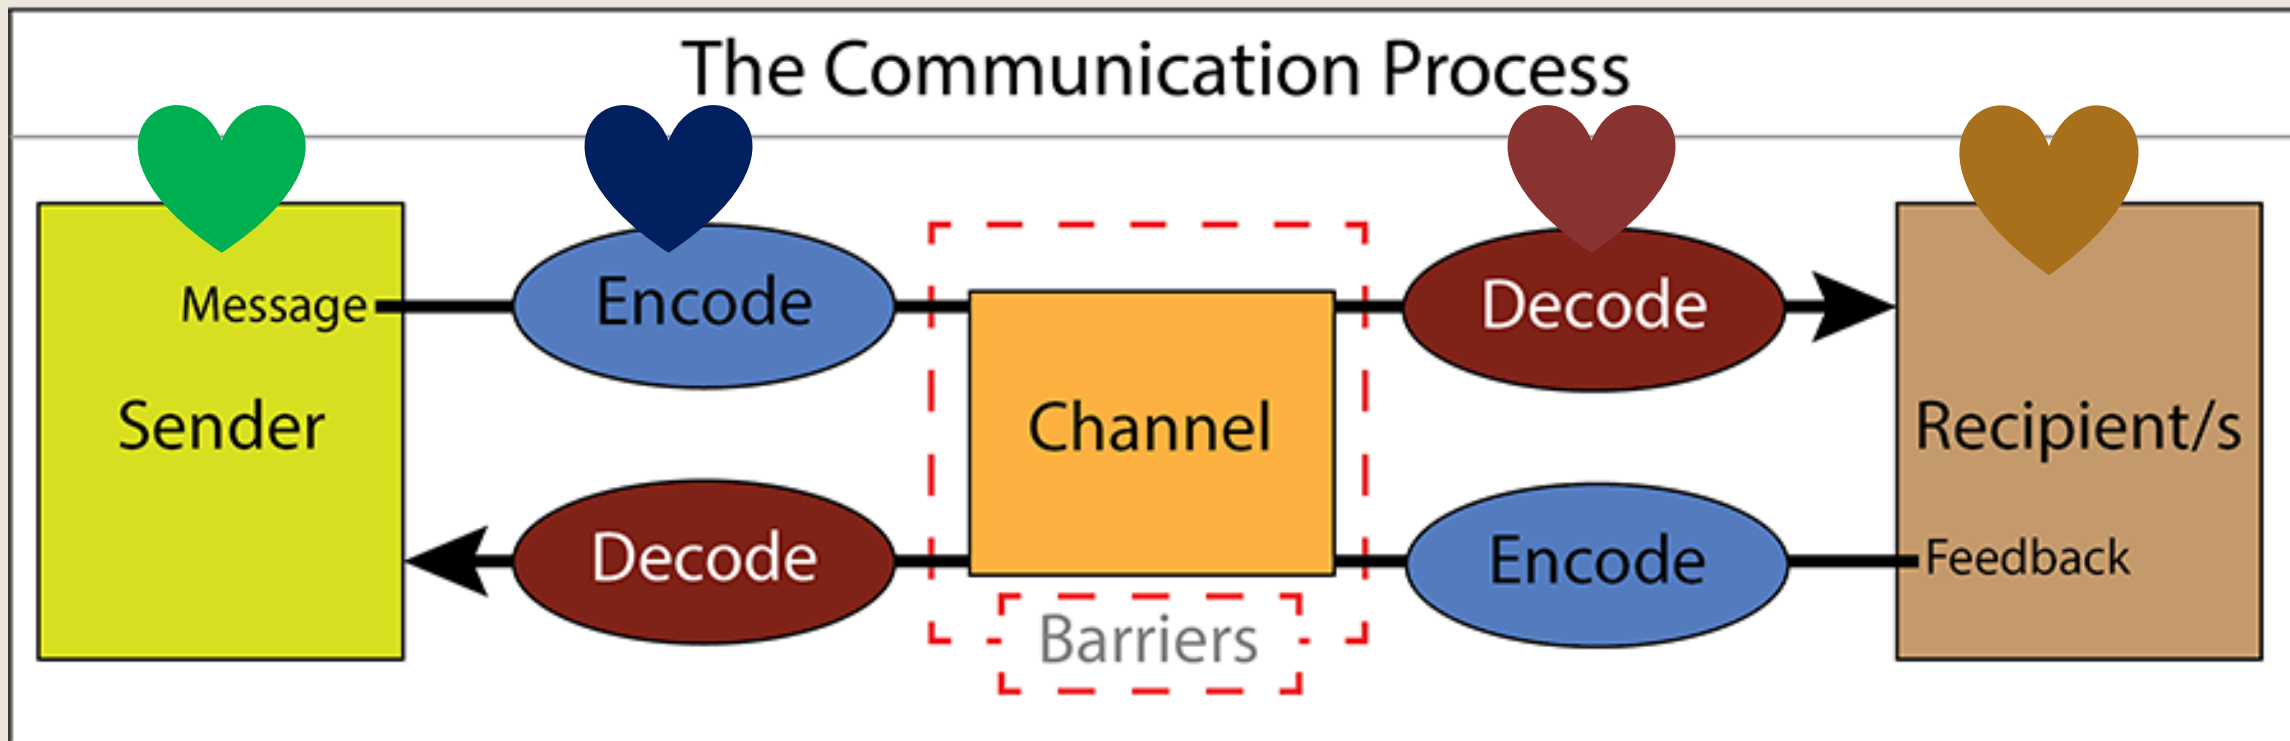 The Communication Process
Message
Encode
Decode
Sender
Channel
Recipient/s
Decode
Encode
Feedback
Barriers